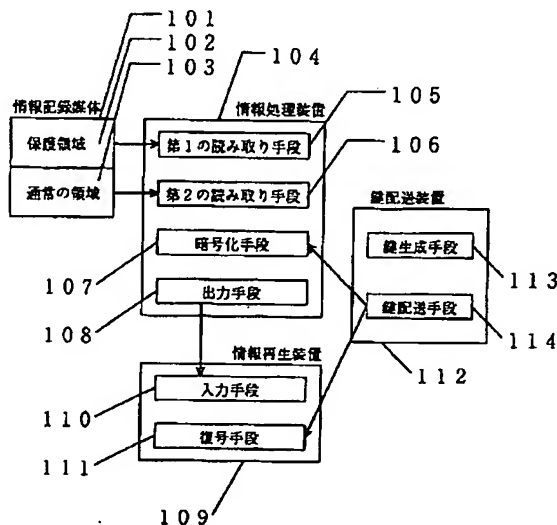 101
102
103
104
情報記録媒体
情報処理装置
105
保護領域
第1の読み取り手段
106
通常の領域
第2の読み取り手段
鍵配送装置
107
暗号化手段
鍵生成手段
113
108
出力手段
鍵配送手段
114
情報再生装置
112
110
入力手段
111
復号手段
109